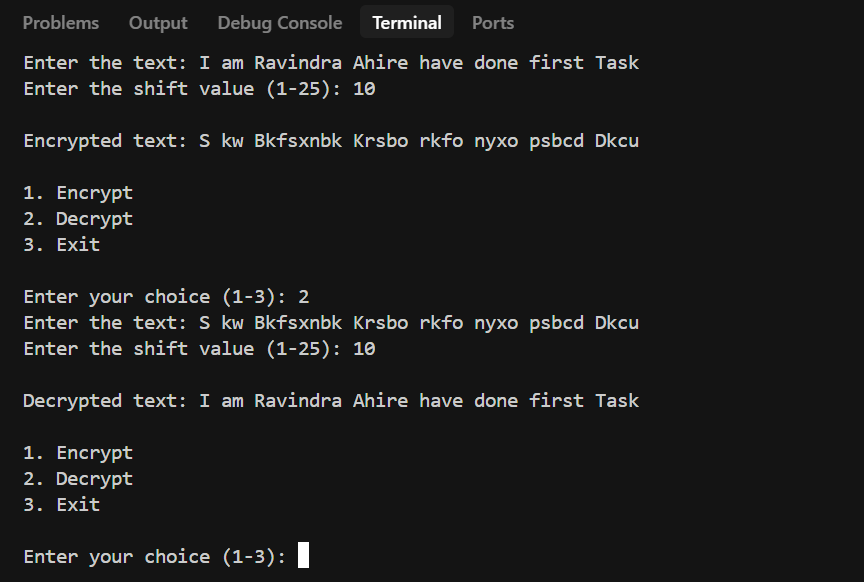 Problems Output Debug Console Terminal Ports
Enter the text: I am Ravindra Ahire have done first Task
Enter the shift value (1-25): 10
Encrypted text: S kw Bkfsxnbk Krsbo rkfo nyxo psbcd Dkcu
1. Encrypt
2. Decrypt
3. Exit
Enter your choice (1-3): 2
Enter the text: S kw Bkfsxnbk Krsbo rkfo nyxo psbcd Dkcu
Enter the shift value (1-25): 10
Decrypted text: I am Ravindra Ahire have done first Task
1. Encrypt
2. Decrypt
3. Exit
Enter your choice (1-3):